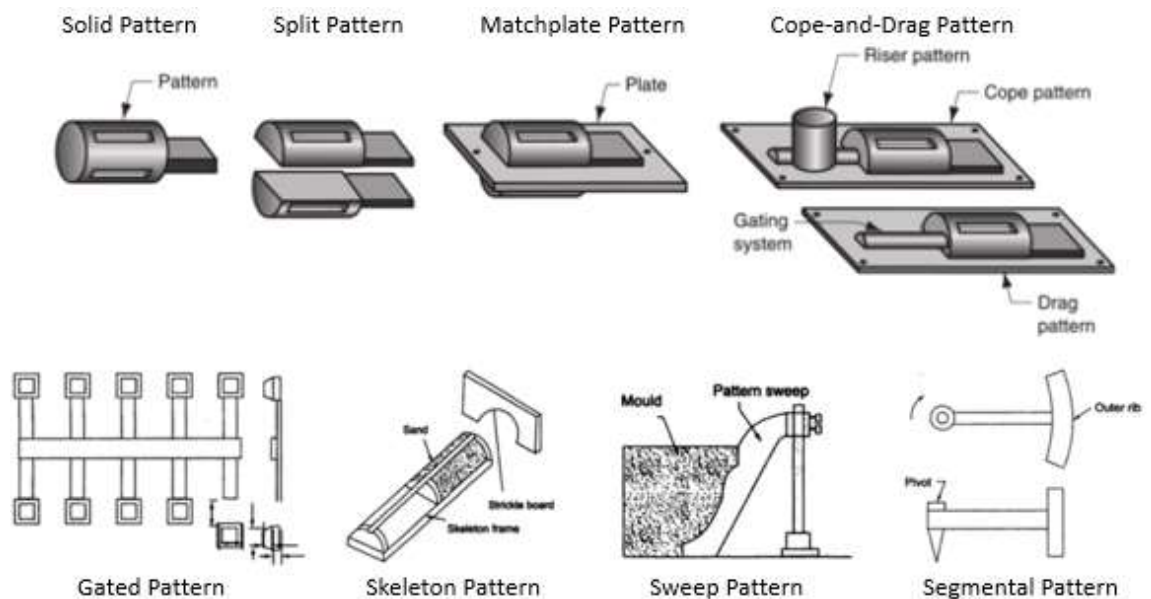 Solid Pattern
Split Pattern
Matchplate Pattern
Cope-and-Drag Pattern
Pattern
Plate
Riser pattern
Cope pattern
Gating
system
Drag
pattern
Sand
Strickle board
Skeleton frame
Mould
Pattern sweep
Outer rib
Pivot
Gated Pattern
Skeleton Pattern
Sweep Pattern
Segmental Pattern